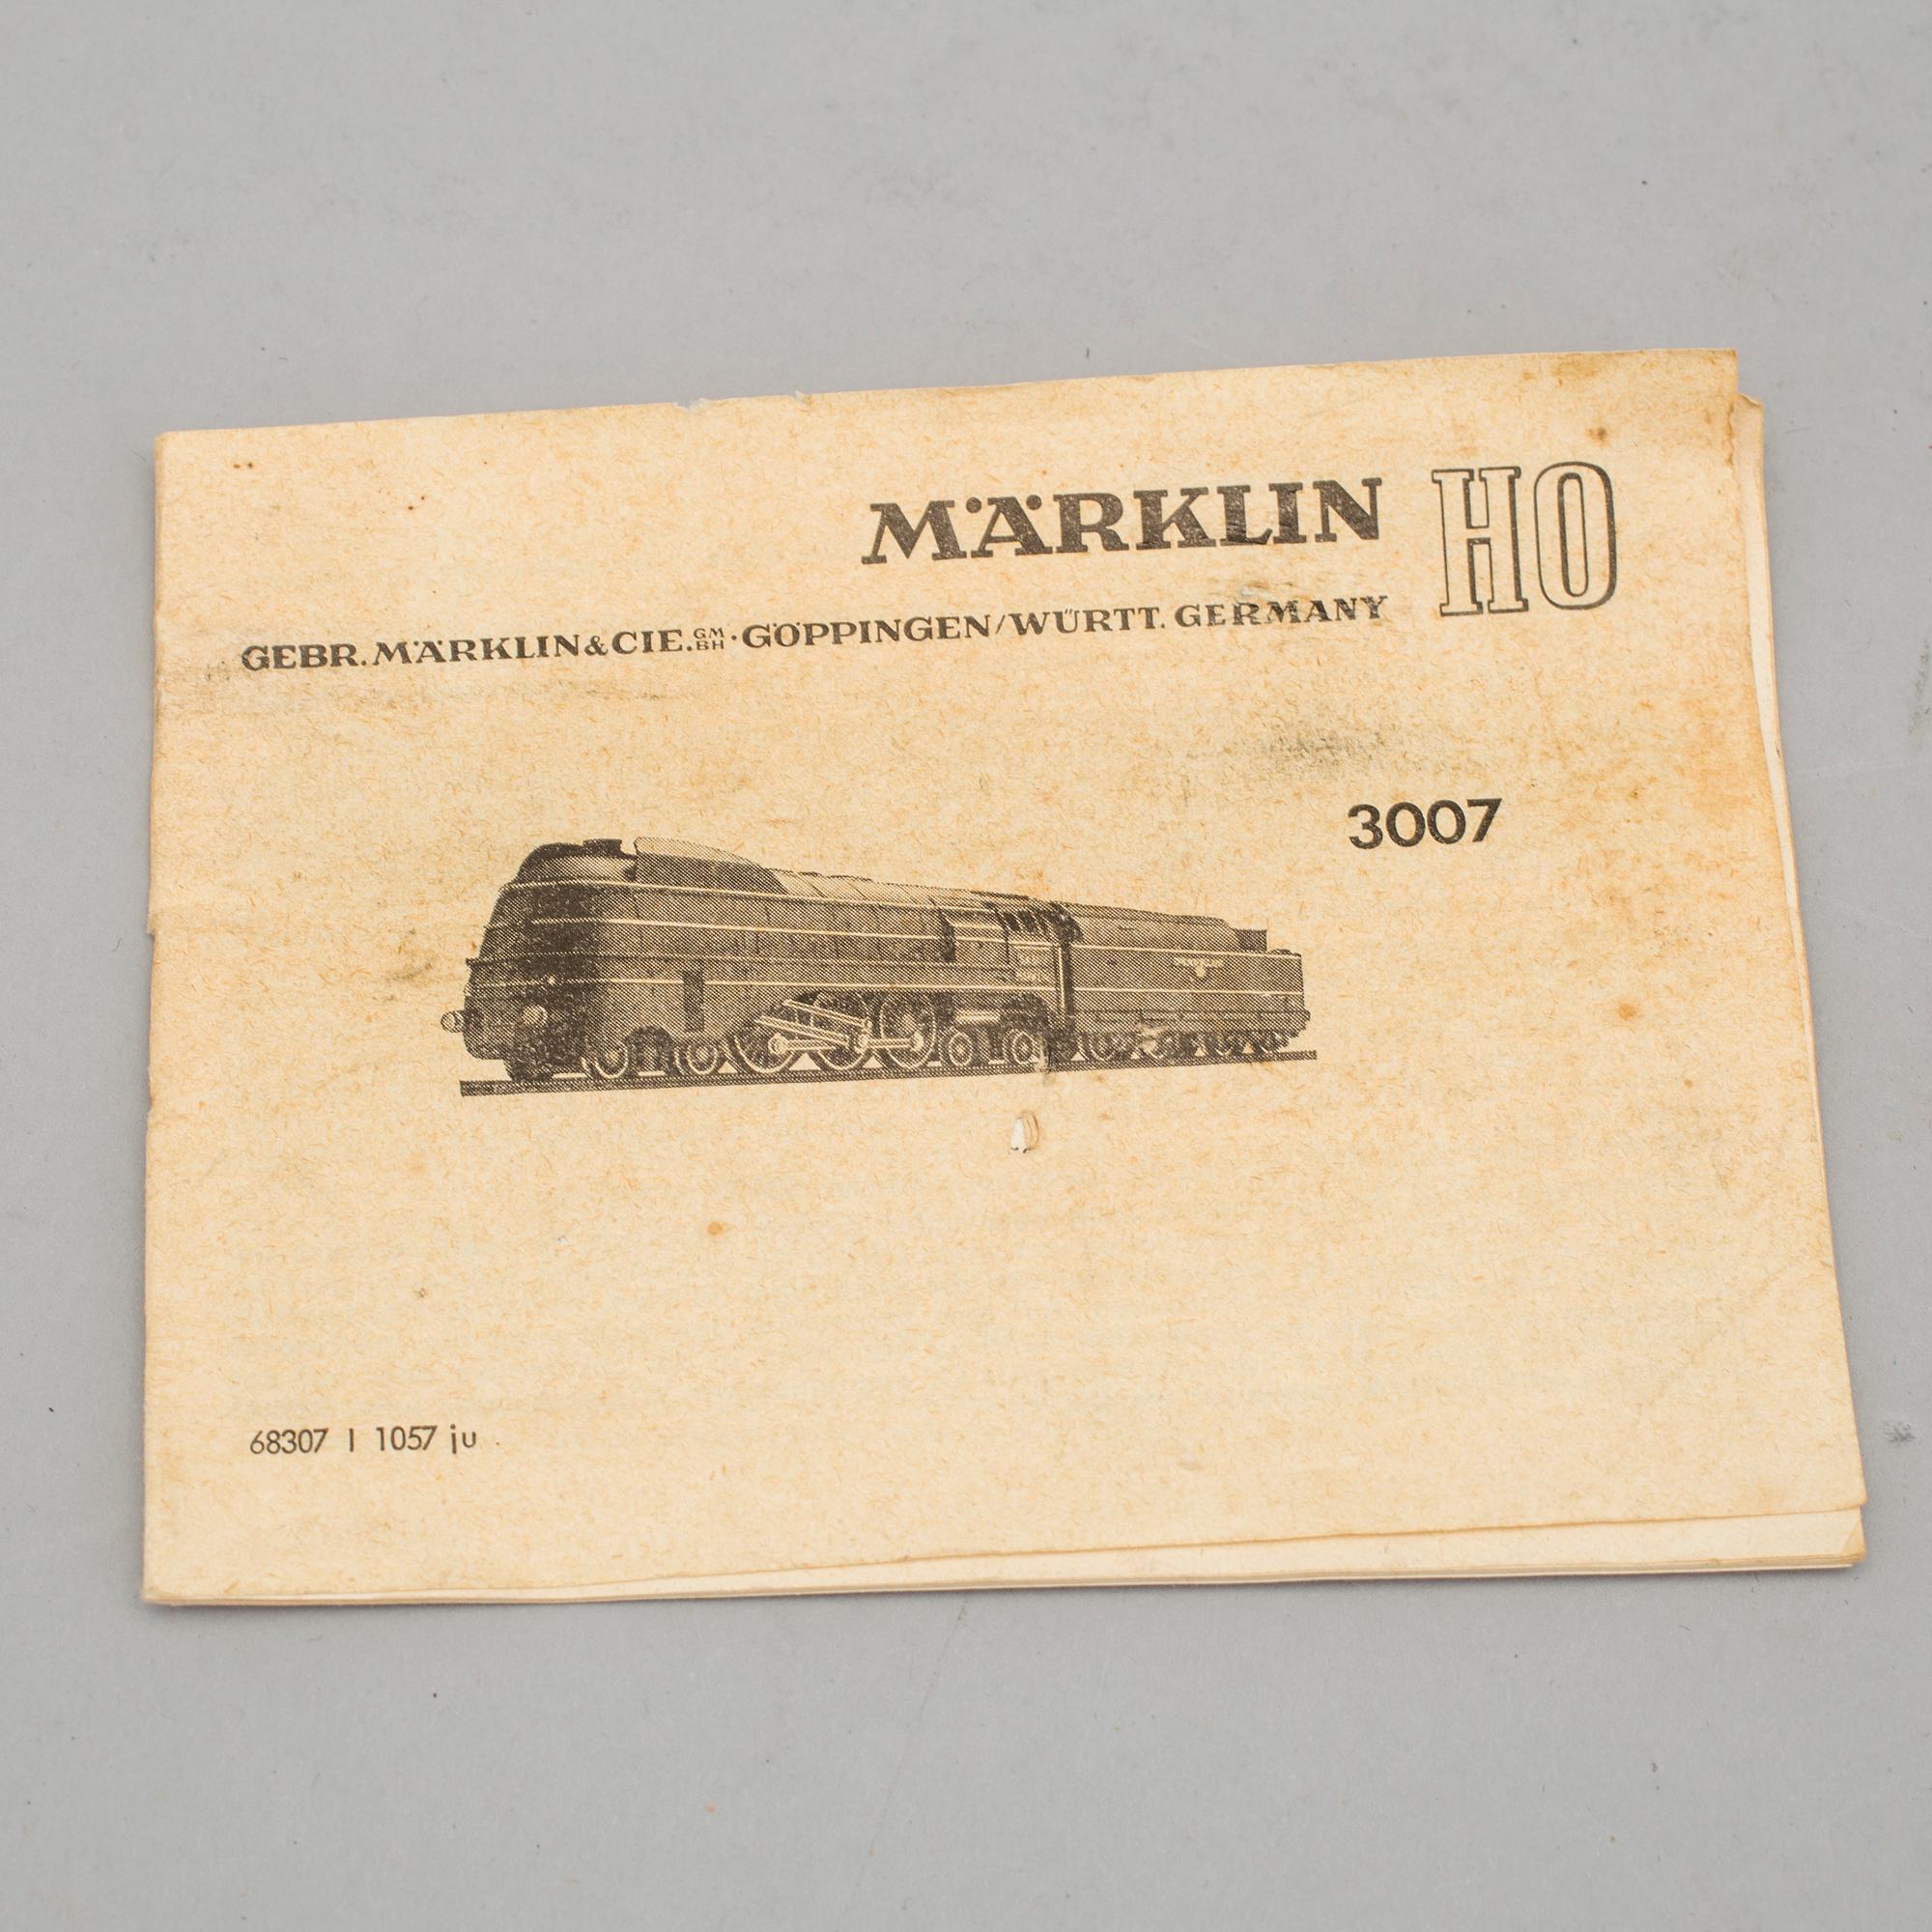 MÄRKLIN HO
GEBR. MÄRKLIN & CIE. GMBH · GÖPPINGEN/WÜRTT. GERMANY
3007
68307 I 1057 ju